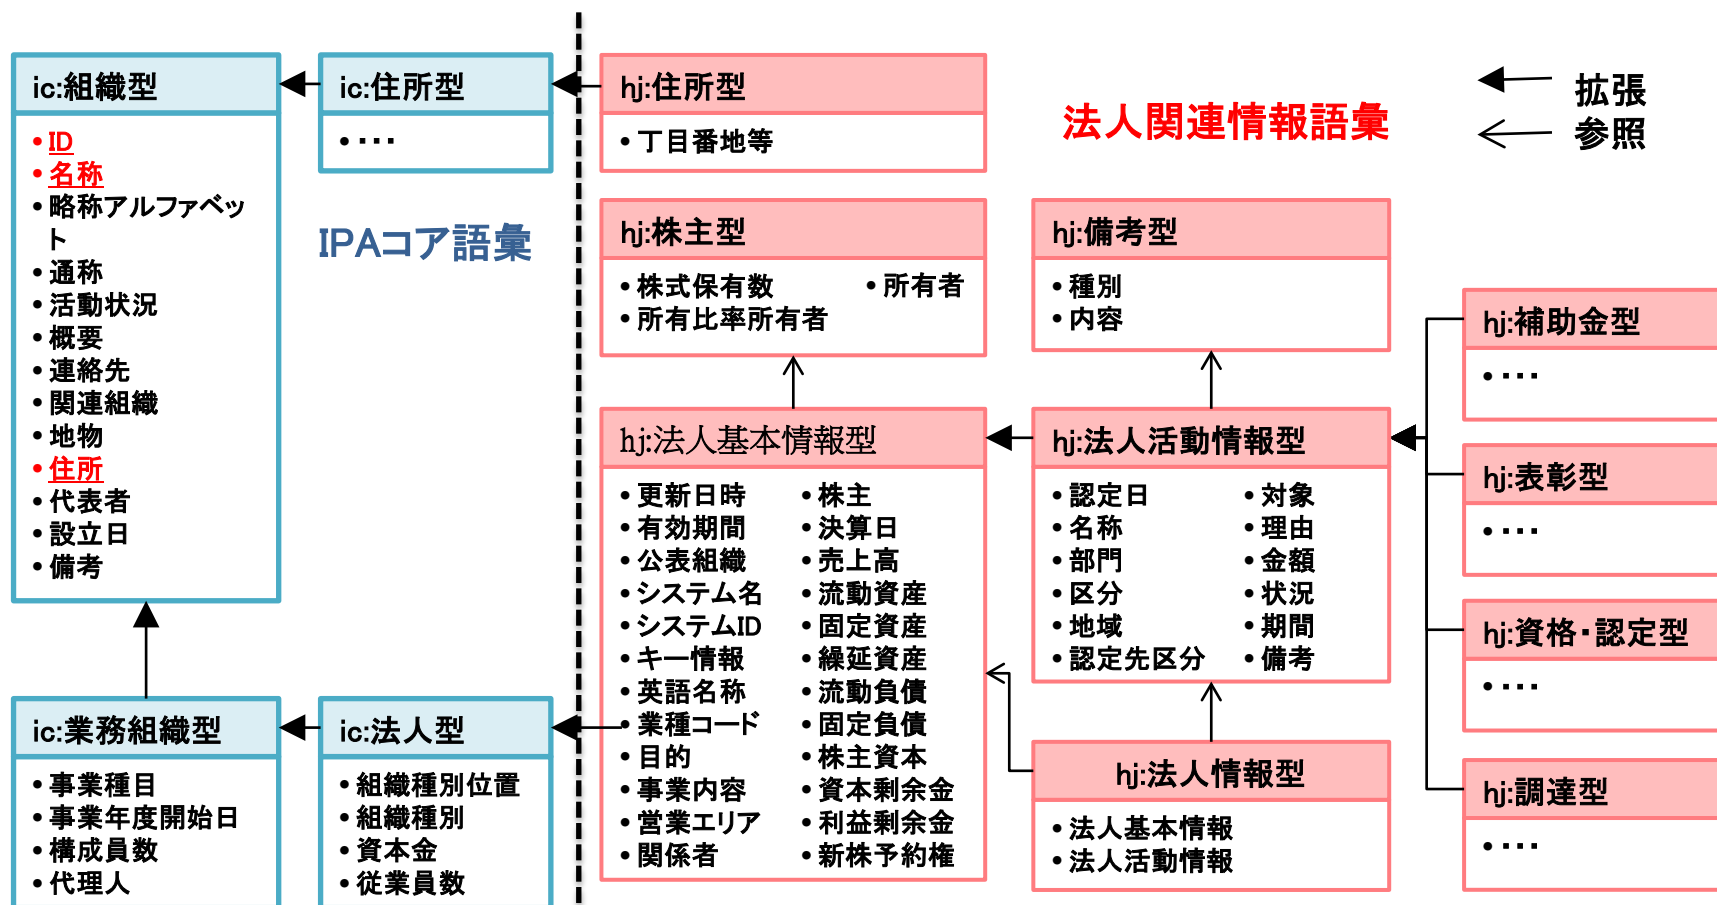 ic:組織型
• ID
• 名称
• 略称アルファベッ
ト
• 通称
• 活動状況
• 概要
• 連絡先
• 関連組織
• 地物
• 住所
• 代表者
• 設立日
• 備考
ic:住所型
• ・・・
IPAコア語彙
ic:業務組織型
• 事業種目
• 事業年度開始日
• 構成員数
• 代理人
ic:法人型
• 組織種別位置
• 組織種別
• 資本金
• 従業員数
hj:住所型
• 丁目番地等
法人関連情報語彙
拡張
参照
hj:株主型
• 株式保有数 • 所有者
• 所有比率所有者
hj:備考型
• 種別
• 内容
hj:法人基本情報型
• 更新日時
• 有効期間
• 公表組織
• システム名
• システムID
• キー情報
• 英語名称
• 業種コード
• 目的
• 事業内容
• 営業エリア
• 関係者
• 株主
• 決算日
• 売上高
• 流動資産
• 固定資産
• 繰延資産
• 流動負債
• 固定負債
• 株主資本
• 資本剰余金
• 利益剰余金
• 新株予約権
hj:法人活動情報型
• 認定日
• 名称
• 部門
• 区分
• 地域
• 認定先区分
• 対象
• 理由
• 金額
• 状況
• 期間
• 備考
hj:法人情報型
• 法人基本情報
• 法人活動情報
hj:補助金型
• ・・・
hj:表彰型
• ・・・
hj:資格・認定型
• ・・・
hj:調達型
• ・・・